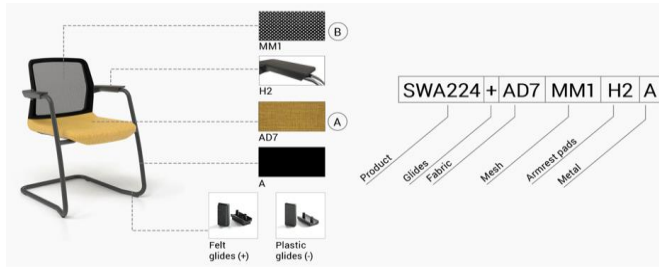 MM1
B
H2
AD7
A
A
Felt
glides (+)
Plastic
glides (-)
SWA224 + AD7 MM1 H2 A
Product
Glides
Fabric
Mesh
Armrest pads
Metal